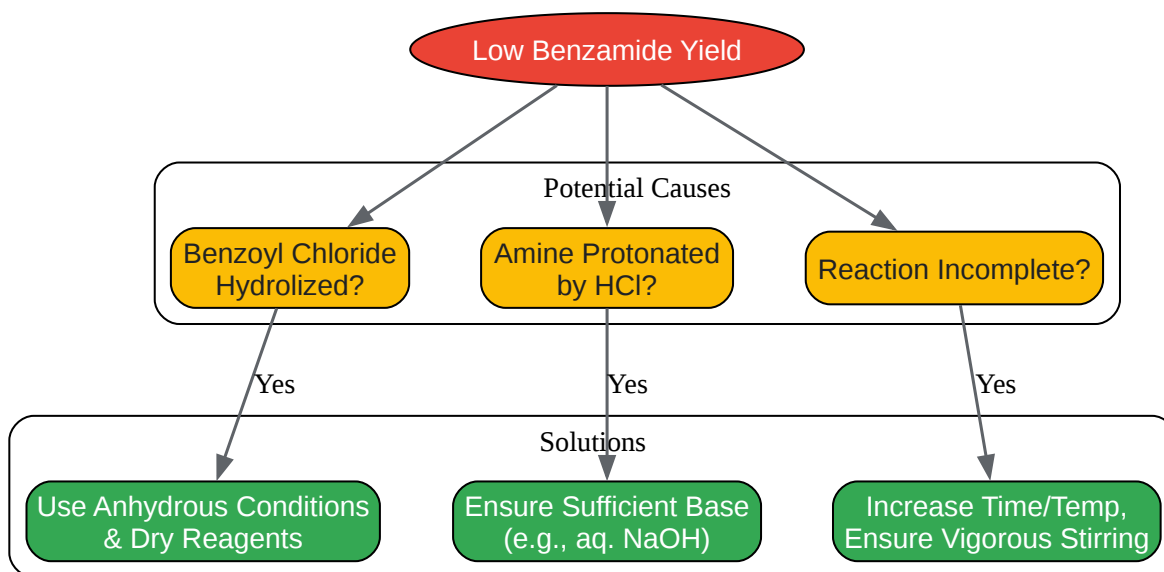 Low Benzamide Yield
Potential Causes
Benzoyl Chloride
Hydrolized?
Amine Protonated
by HCl?
Reaction Incomplete?
Yes
Yes
Yes
Solutions
Use Anhydrous Conditions
& Dry Reagents
Ensure Sufficient Base
(e.g., aq. NaOH)
Increase Time/Temp,
Ensure Vigorous Stirring